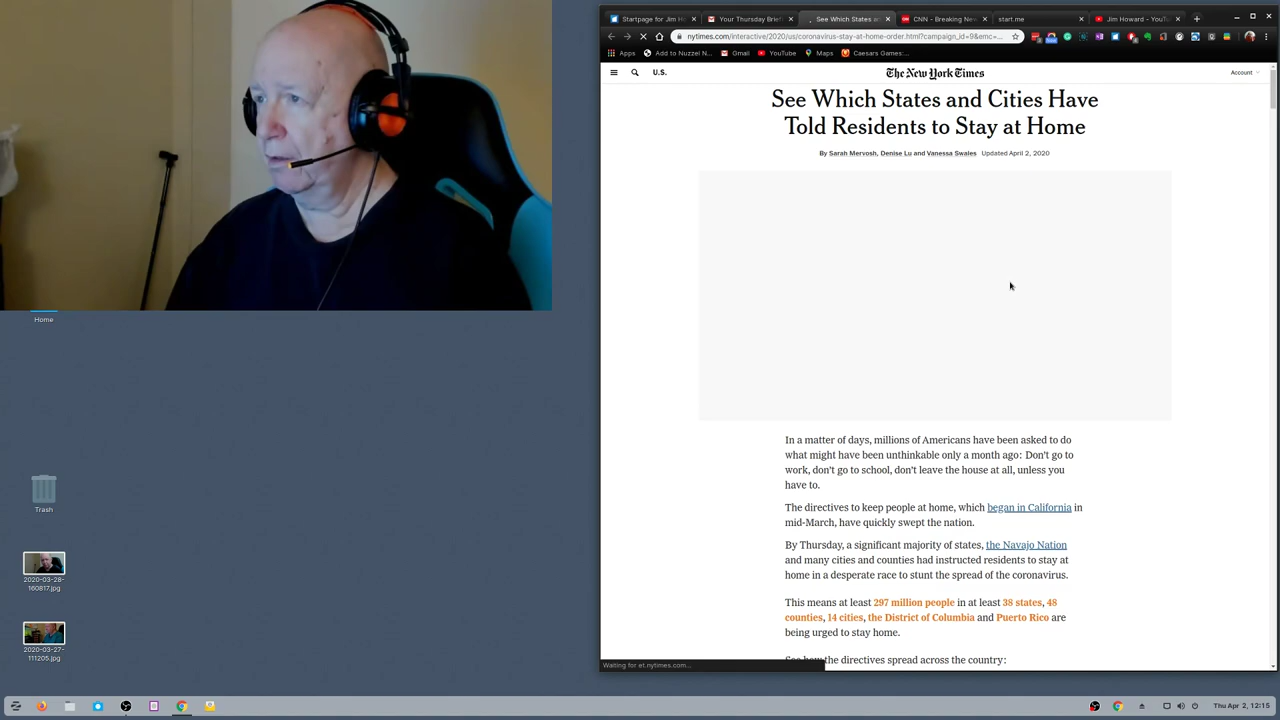 Startpage for Jim H
Your Thursday Brief
See Which States an
CNN - Breaking New
start.me
Jim Howard - YouTu
nytimes.com/interactive/2020/us/coronavirus-stay-at-home-order.html?campaign_id=9&emc=...
Apps
Add to Nuzzel N...
Gmail
YouTube
Maps
Caesars Games:...
U.S.
The New York Times
Account
See Which States and Cities Have
Told Residents to Stay at Home
By Sarah Mervosh, Denise Lu and Vanessa Swales Updated April 2, 2020
In a matter of days, millions of Americans have been asked to do
what might have been unthinkable only a month ago: Don't go to
work, don't go to school, don't leave the house at all, unless you
have to.
The directives to keep people at home, which began in California in
mid-March, have quickly swept the nation.
By Thursday, a significant majority of states, the Navajo Nation
and many cities and counties had instructed residents to stay at
home in a desperate race to stunt the spread of the coronavirus.
This means at least 297 million people in at least 38 states, 48
counties, 14 cities, the District of Columbia and Puerto Rico are
being urged to stay home.
the directives spread across the country:
Waiting for et.nytimes.com...
Home
Trash
2020-03-28-
160817.jpg
2020-03-27-
111205.jpg
Thu Apr 2, 12:15